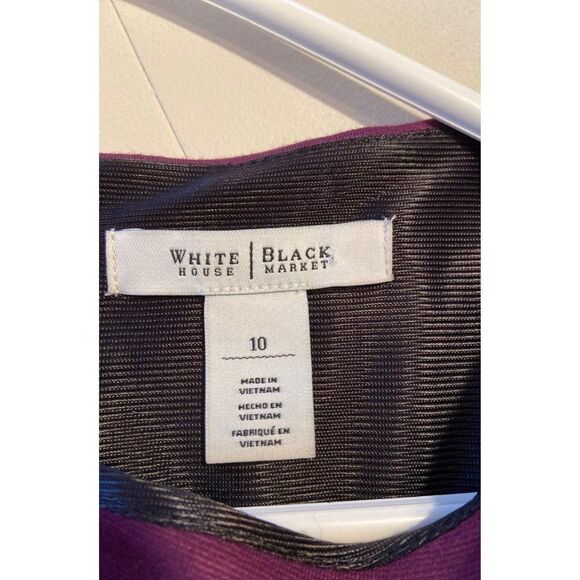 WHITE | BLACK
HOUSE | MARKET
10
MADE IN
VIETNAM
HECHO EN
VIETNAM
FABRIQUÉ EN
VIETNAM